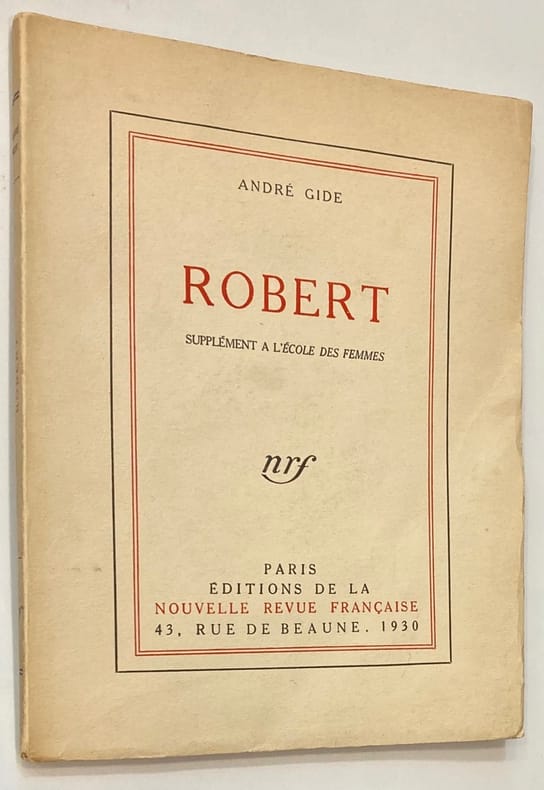 ANDRÉ GIDE
ROBERT
SUPPLÉMENT A L'ÉCOLE DES FEMMES
nrf
PARIS
ÉDITIONS DE LA
NOUVELLE REVUE FRANÇAISE
43, RUE DE BEAUNE. 1930